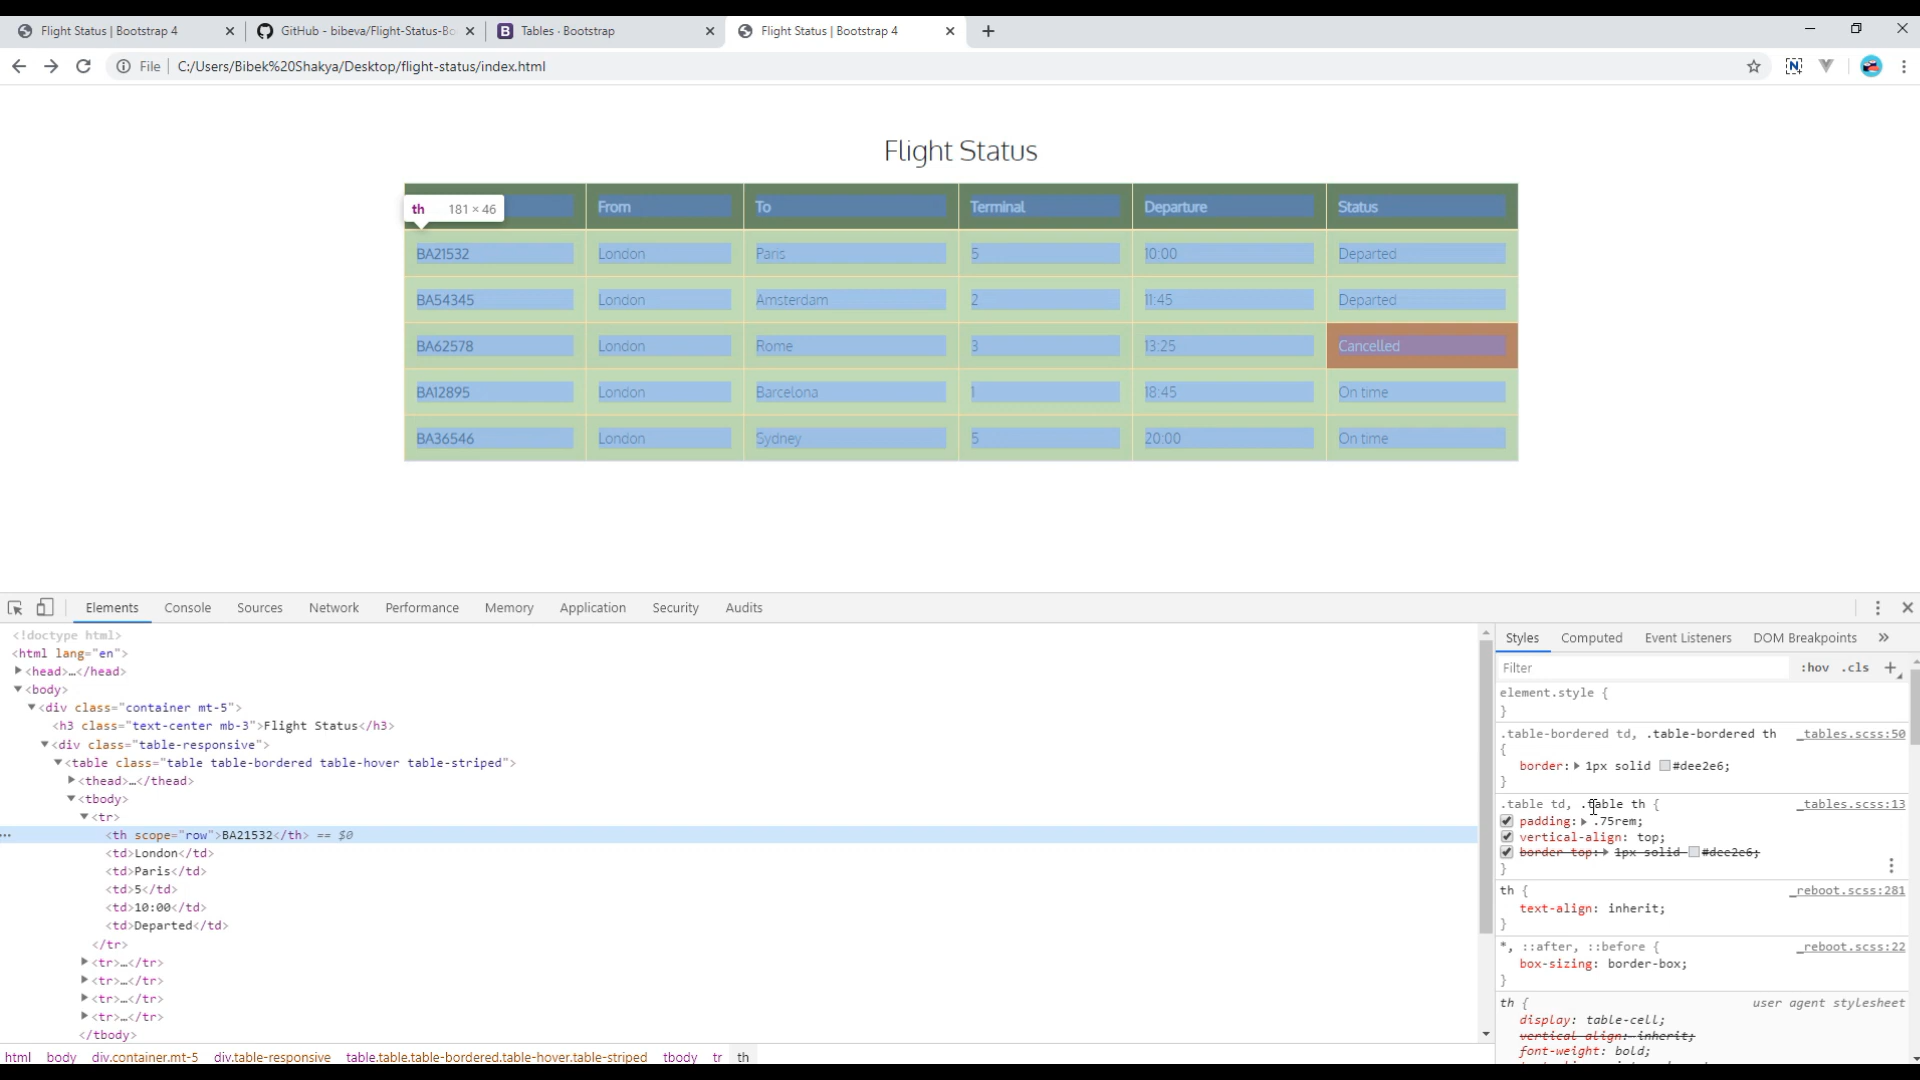 Flight Status | Bootstrap 4
GitHub - bibeva/Flight-Status-Bo
Tables · Bootstrap
Flight Status | Bootstrap 4
File
C:/Users/Bibek%20Shakya/Desktop/flight-status/index.html
Flight Status
th 181 × 46
From To Terminal Departure Status
BA21532 London Paris 5 10:00 Departed
BA54345 London Amsterdam 2 11:45 Departed
BA62578 London Rome 3 13:25 Cancelled
BA12895 London Barcelona 1 18:45 On time
BA36546 London Sydney 5 20:00 On time
Elements Console Sources Network Performance Memory Application Security Audits
<!doctype html>
<html lang="en">
<head>…</head>
<body>
<div class="container mt-5">
<h3 class="text-center mb-3">Flight Status</h3>
<div class="table-responsive">
<table class="table table-bordered table-hover table-striped">
<thead>…</thead>
<tbody>
<tr>
… <th scope="row">BA21532</th> == $0
<td>London</td>
<td>Paris</td>
<td>5</td>
<td>10:00</td>
<td>Departed</td>
</tr>
<tr>…</tr>
<tr>…</tr>
<tr>…</tr>
<tr>…</tr>
</tbody>
html body div.container.mt-5 div.table-responsive table.table.table-bordered.table-hover.table-striped tbody tr th
Styles Computed Event Listeners DOM Breakpoints »
Filter :hov .cls +
element.style {
}
.table-bordered td, .table-bordered th _tables.scss:50
{
border: 1px solid #dee2e6;
}
.table td, .table th { _tables.scss:13
padding: .75rem;
vertical-align: top;
border-top: 1px solid #dee2e6;
}
th { _reboot.scss:281
text-align: inherit;
}
*, ::after, ::before { _reboot.scss:22
box-sizing: border-box;
}
th { user agent stylesheet
display: table-cell;
vertical-align: inherit;
font-weight: bold;